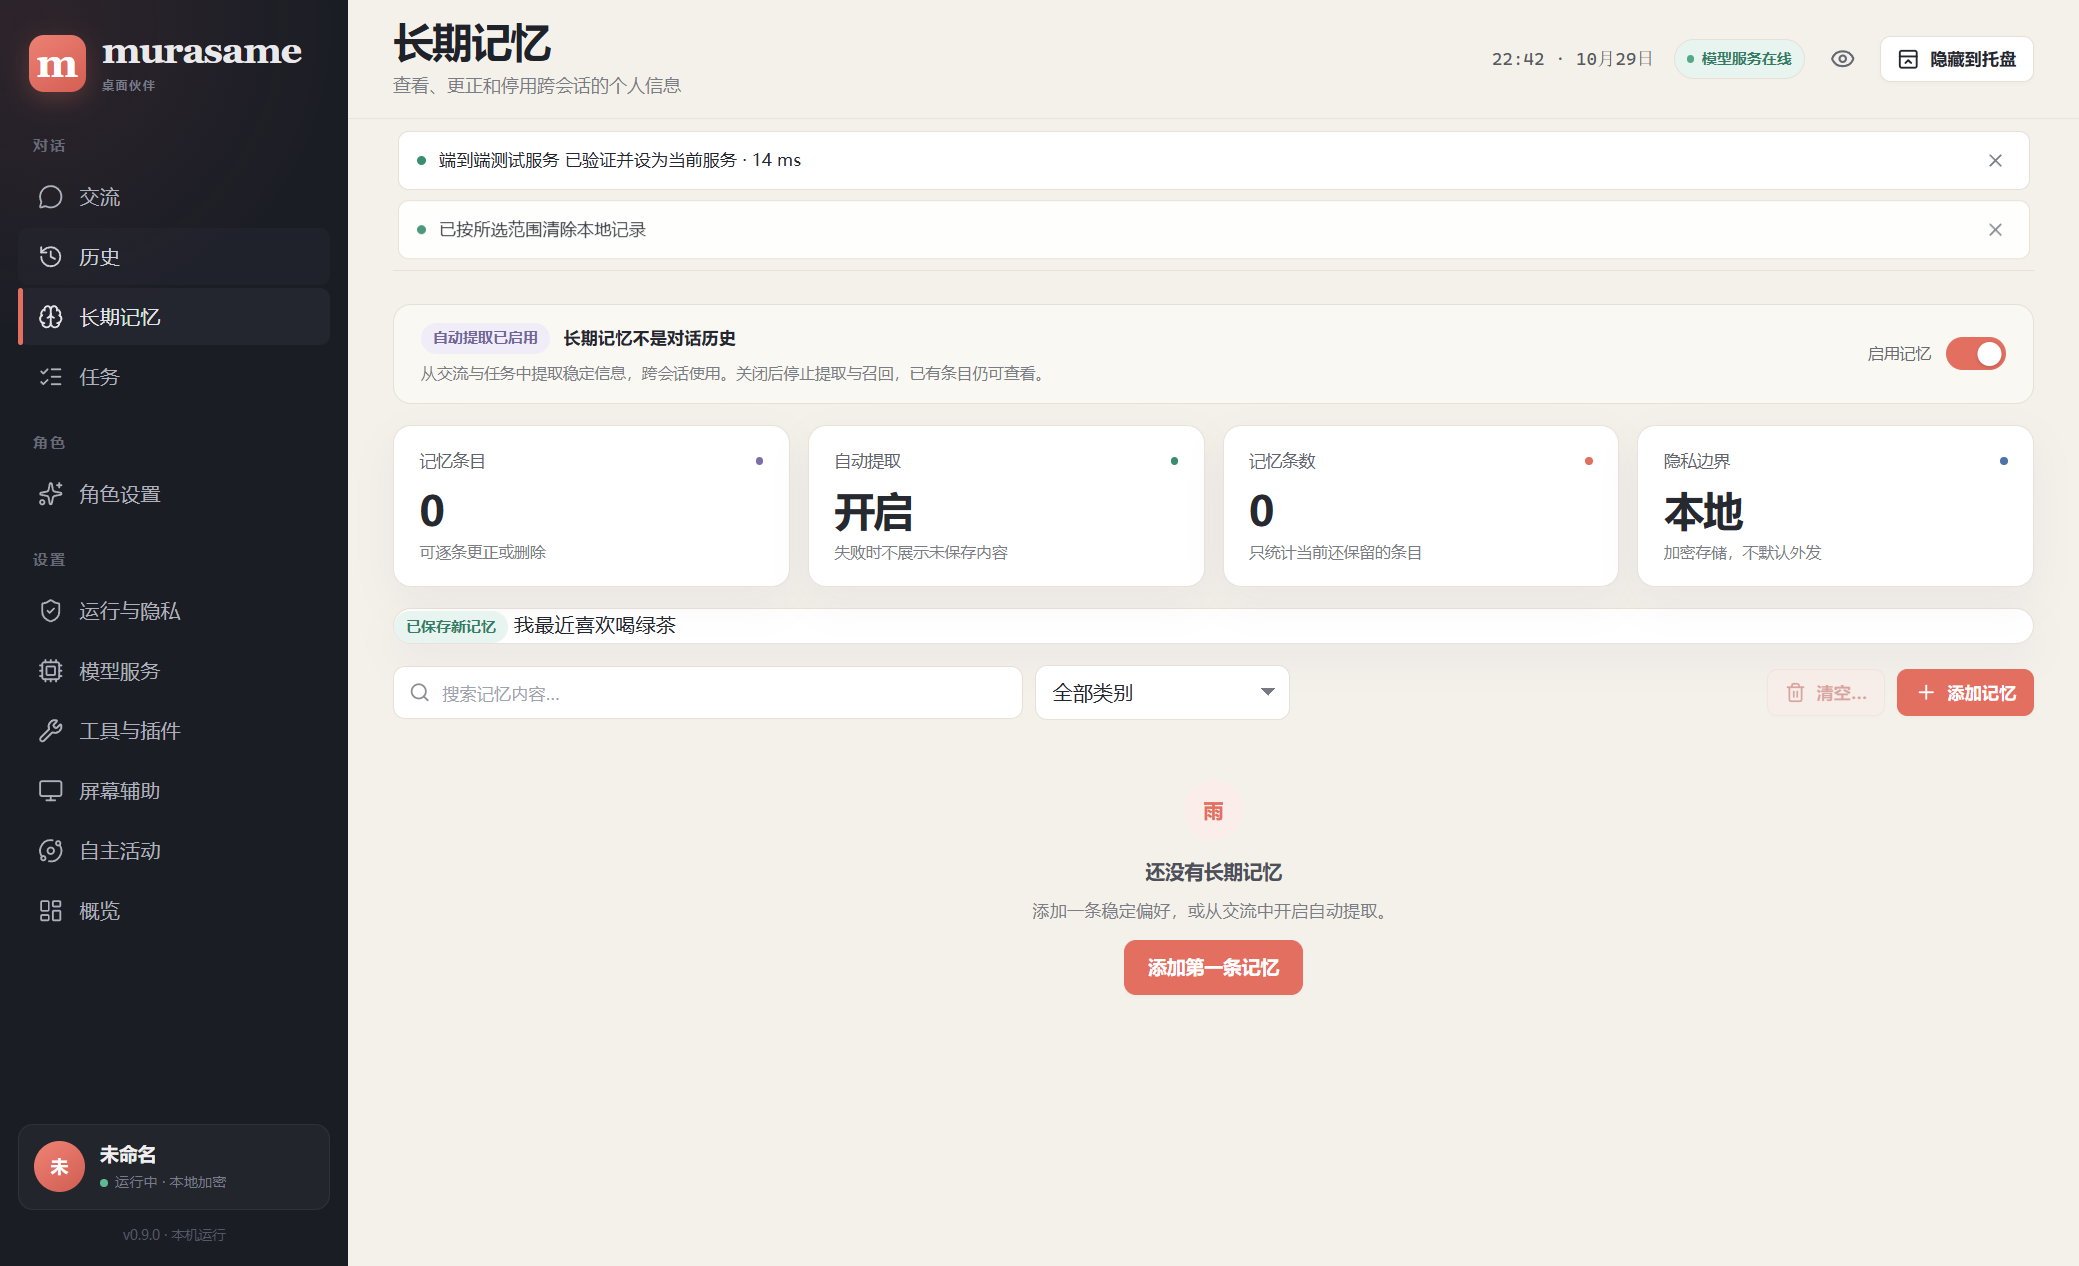 m
murasame
桌面伙伴
对话
交流
历史
长期记忆
任务
角色
角色设置
设置
运行与隐私
模型服务
工具与插件
屏幕辅助
自主活动
概览
未
未命名
运行中 · 本地加密
v0.9.0 · 本机运行
长期记忆
查看、更正和停用跨会话的个人信息
22:42 · 10月29日
模型服务在线
隐藏到托盘
端到端测试服务 已验证并设为当前服务 · 14 ms
已按所选范围清除本地记录
自动提取已启用 长期记忆不是对话历史
从交流与任务中提取稳定信息，跨会话使用。关闭后停止提取与召回，已有条目仍可查看。
启用记忆
记忆条目
0
可逐条更正或删除
自动提取
开启
失败时不展示未保存内容
记忆条数
0
只统计当前还保留的条目
隐私边界
本地
加密存储，不默认外发
已保存新记忆 我最近喜欢喝绿茶
搜索记忆内容...
全部类别
清空...
添加记忆
雨
还没有长期记忆
添加一条稳定偏好，或从交流中开启自动提取。
添加第一条记忆